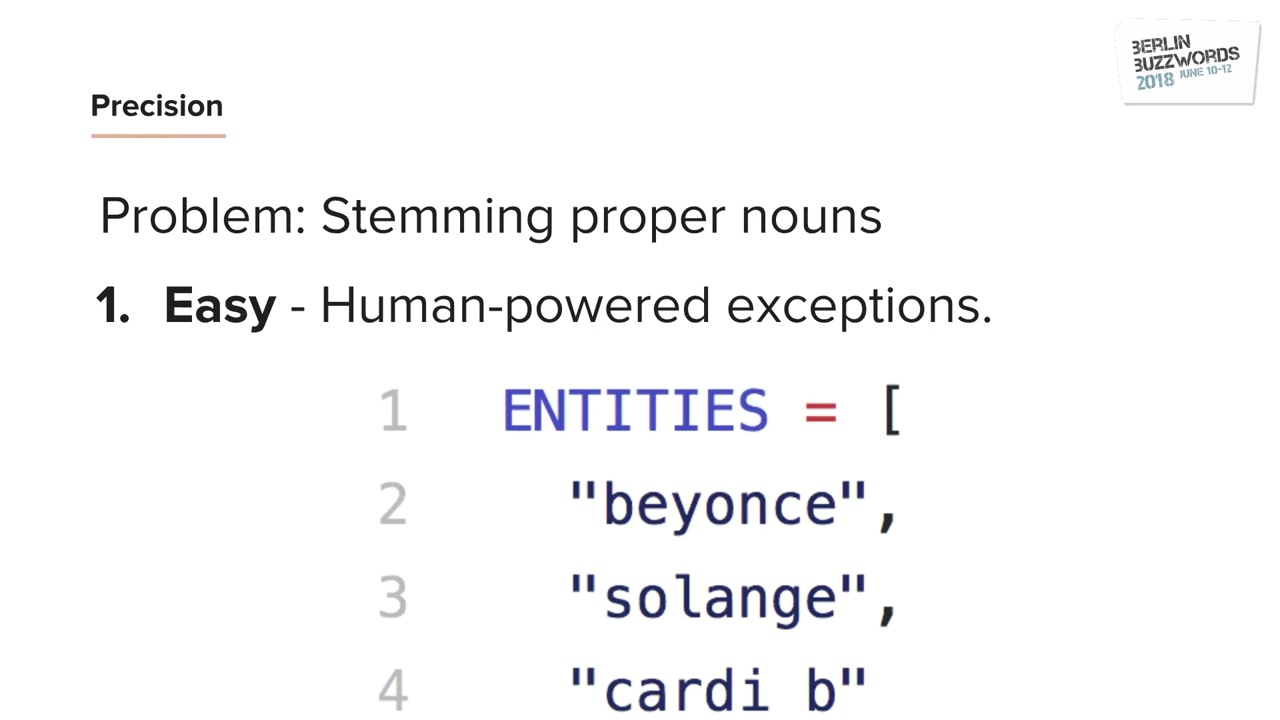 BERLIN
BUZZWORDS
2018 JUNE 10-12
Precision
Problem: Stemming proper nouns
1. Easy - Human-powered exceptions.
1 ENTITIES = [
2 "beyonce",
3 "solange",
4 "cardi b"